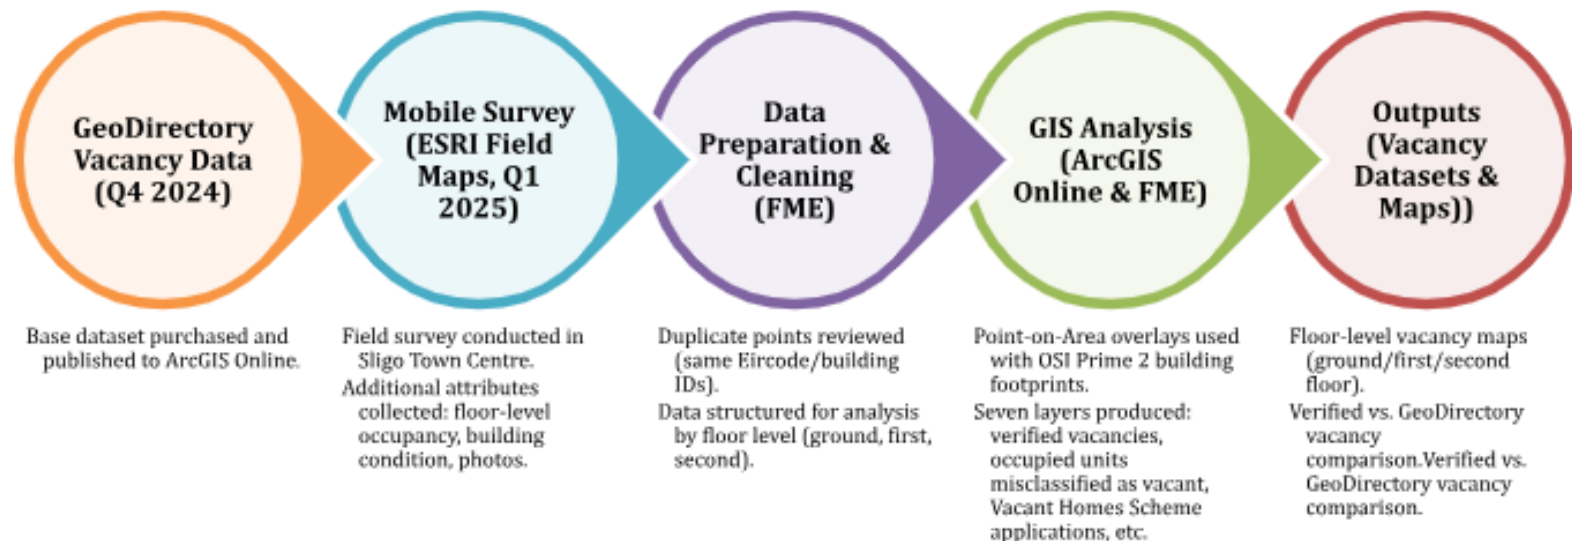 GeoDirectory
Vacancy Data
(Q4 2024)
Base dataset purchased and
published to ArcGIS Online.
Mobile Survey
(ESRI Field
Maps, Q1
2025)
Field survey conducted in
Sligo Town Centre.
Additional attributes
collected: floor-level
occupancy, building
condition, photos.
Data
Preparation &
Cleaning
(FME)
Duplicate points reviewed
(same Eircode/building
IDs).
Data structured for analysis
by floor level (ground, first,
second).
GIS Analysis
(ArcGIS
Online & FME)
Point-on-Area overlays used
with OSI Prime 2 building
footprints.
Seven layers produced:
verified vacancies,
occupied units
misclassified as vacant,
Vacant Homes Scheme
applications, etc.
Outputs
(Vacancy
Datasets &
Maps))
Floor-level vacancy maps
(ground/first/second
floor).
Verified vs. GeoDirectory
vacancy
comparison.Verified vs.
GeoDirectory vacancy
comparison.